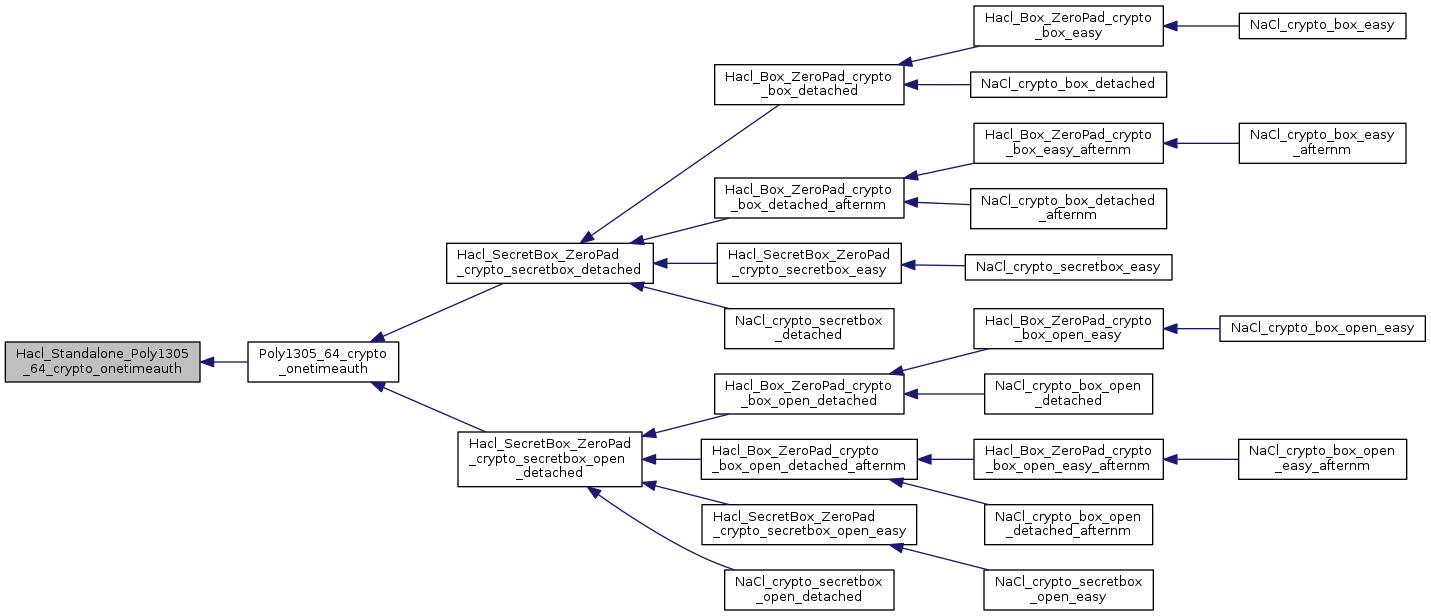 Hacl_Standalone_Poly1305
_64_crypto_onetimeauth
Poly1305_64_crypto
_onetimeauth
Hacl_SecretBox_ZeroPad
_crypto_secretbox_detached
Hacl_Box_ZeroPad_crypto
_box_detached
Hacl_Box_ZeroPad_crypto
_box_easy
NaCl_crypto_box_easy
NaCl_crypto_box_detached
Hacl_Box_ZeroPad_crypto
_box_detached_afternm
Hacl_Box_ZeroPad_crypto
_box_easy_afternm
NaCl_crypto_box_easy
_afternm
NaCl_crypto_box_detached
_afternm
Hacl_SecretBox_ZeroPad
_crypto_secretbox_easy
NaCl_crypto_secretbox_easy
NaCl_crypto_secretbox
_detached
Hacl_SecretBox_ZeroPad
_crypto_secretbox_open
_detached
Hacl_Box_ZeroPad_crypto
_box_open_detached
Hacl_Box_ZeroPad_crypto
_box_open_easy
NaCl_crypto_box_open_easy
NaCl_crypto_box_open
_detached
Hacl_Box_ZeroPad_crypto
_box_open_detached_afternm
Hacl_Box_ZeroPad_crypto
_box_open_easy_afternm
NaCl_crypto_box_open
_easy_afternm
NaCl_crypto_box_open
_detached_afternm
Hacl_SecretBox_ZeroPad
_crypto_secretbox_open_easy
NaCl_crypto_secretbox
_open_easy
NaCl_crypto_secretbox
_open_detached